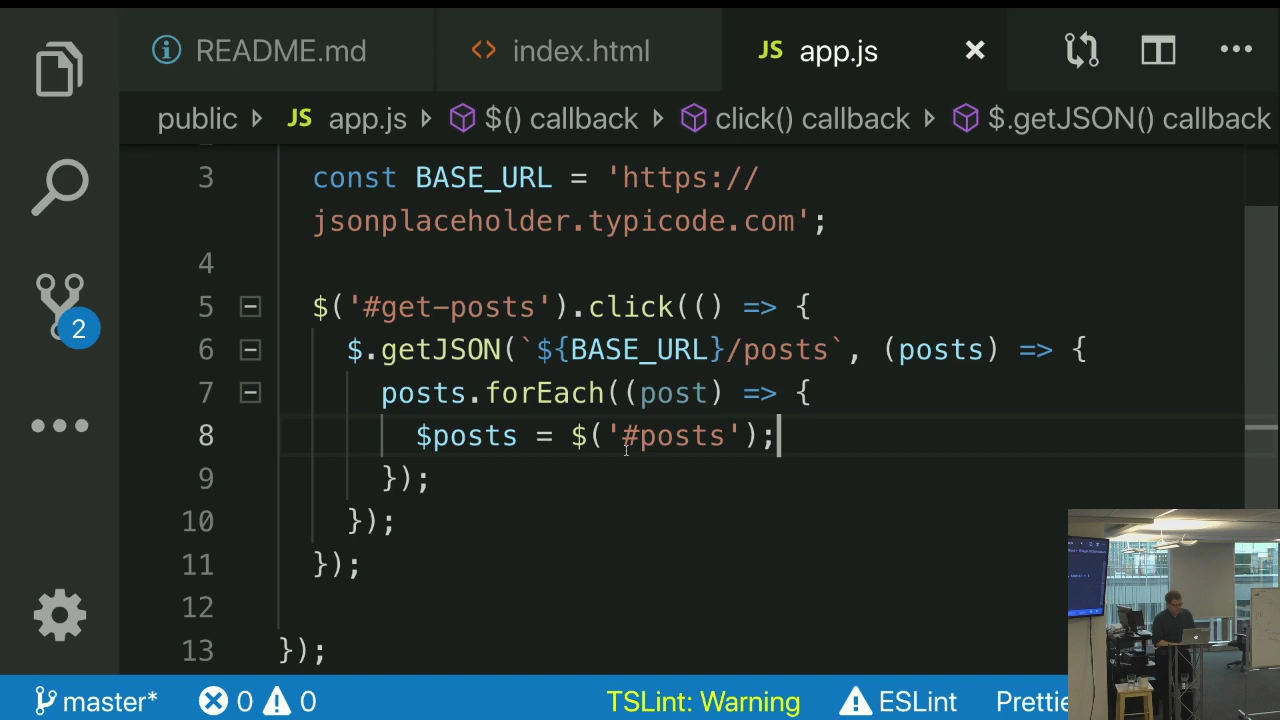 README.md
index.html
JS app.js
public JS app.js $() callback click() callback $.getJSON() callback
3 const BASE_URL = 'https://
jsonplaceholder.typicode.com';
4
5 $('#get-posts').click(() => {
6 $.getJSON(`${BASE_URL}/posts`, (posts) => {
7 posts.forEach((post) => {
8 $posts = $('#posts');
9 });
10 });
11 });
12
13 });
2
master* 0 0 TSLint: Warning ESLint Prettie